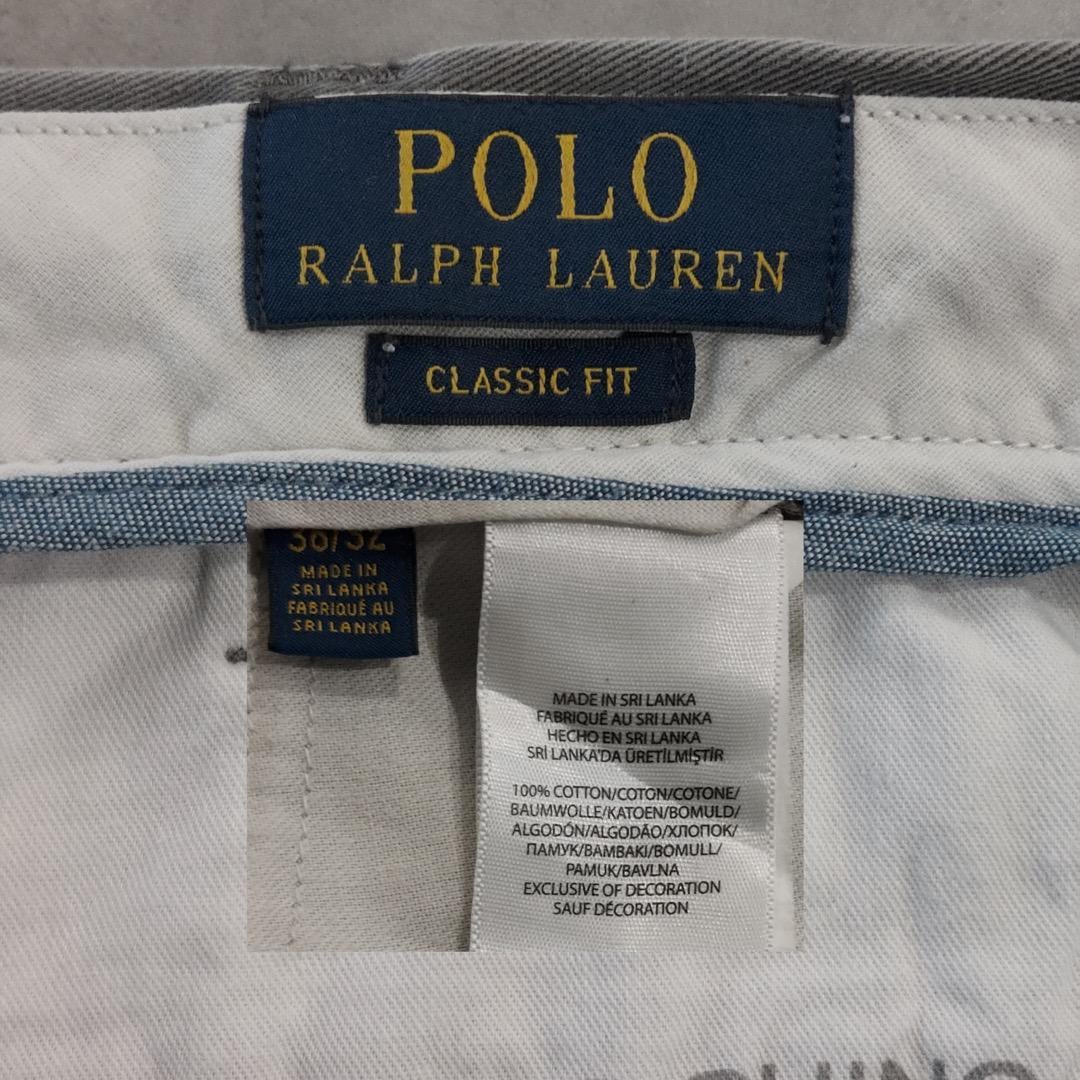 POLO
RALPH LAUREN
CLASSIC FIT
MADE IN
SRI LANKA
FABRIQUÉ AU
SRI LANKA
MADE IN SRI LANKA
FABRIQUÉ AU SRI LANKA
HECHO EN SRI LANKA
SRİ LANKA'DA ÜRETİLMİŞTİR
100% COTTON/COTON/COTONE/
BAUMWOLLE/KATOEN/BOMULD/
ALGODÓN/ALGODÃO/ХЛОПОК/
ПАМУК/ΒΑΜΒΑΚΙ/BOMULL/
PAMUK/BAVLNA
EXCLUSIVE OF DECORATION
SAUF DÉCORATION